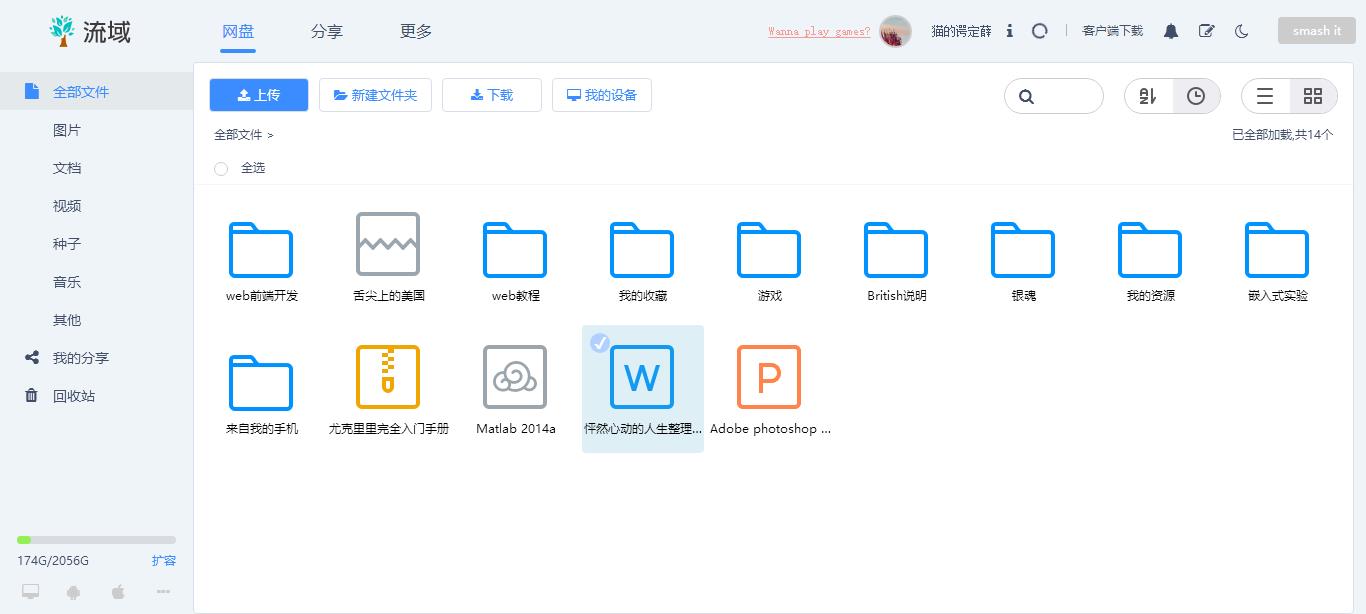 流域
网盘 分享 更多
Wanna play games? 猫的谔定薛 客户端下载 smash it
全部文件
图片
文档
视频
种子
音乐
其他
我的分享
回收站
174G/2056G 扩容
上传 新建文件夹 下载 我的设备
全部文件 > 已全部加载,共14个
全选
web前端开发 舌尖上的美国 web教程 我的收藏 游戏 British说明 银魂 我的资源 嵌入式实验
W P
来自我的手机 尤克里里完全入门手册 Matlab 2014a 怦然心动的人生整理... Adobe photoshop ...